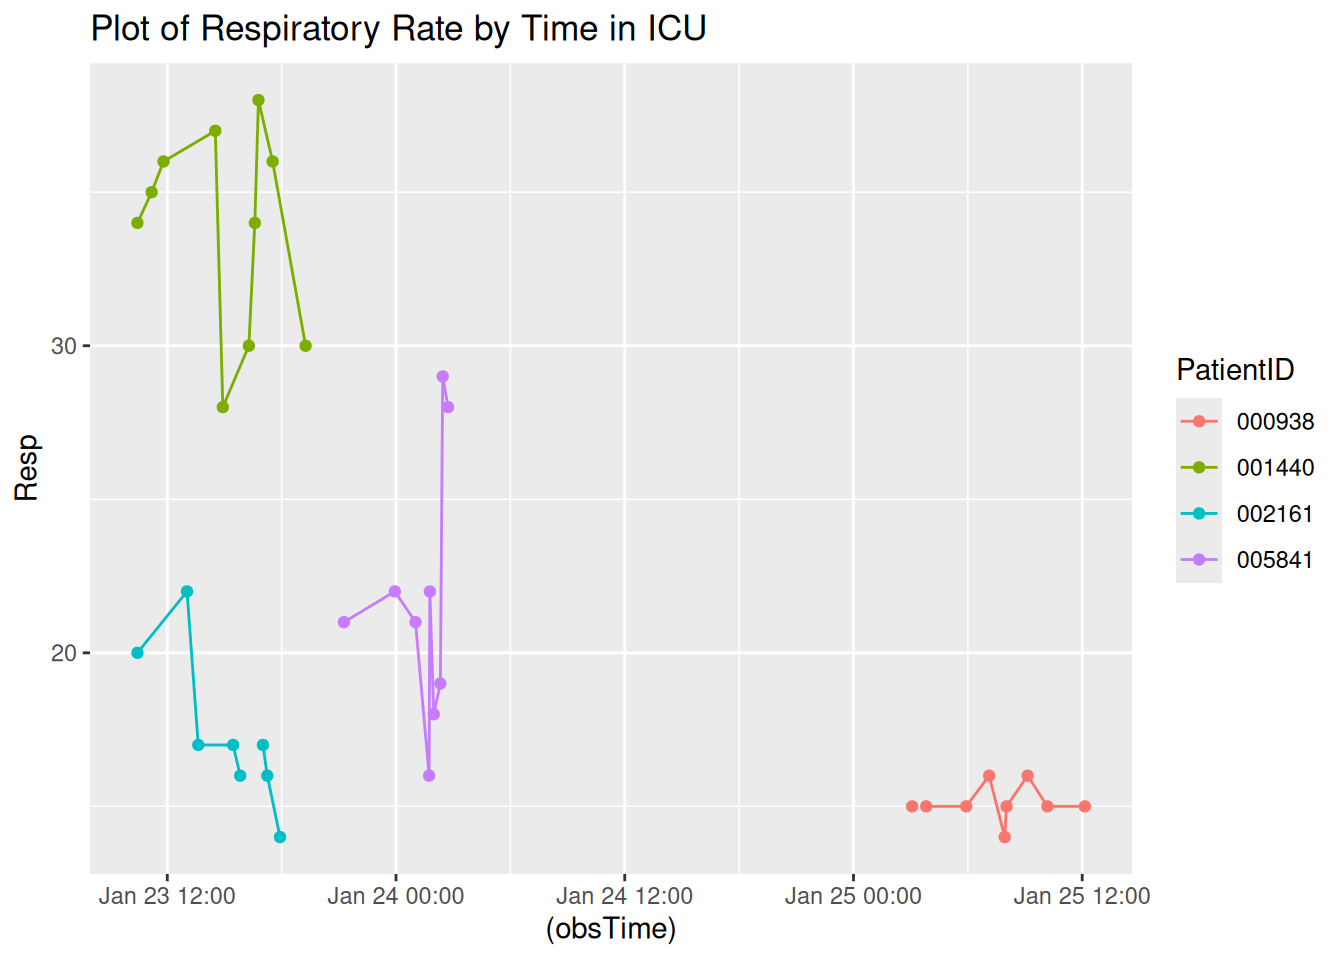 Plot of Respiratory Rate by Time in ICU
Resp
30
20
Jan 23 12:00
Jan 24 00:00
Jan 24 12:00
Jan 25 00:00
Jan 25 12:00
(obsTime)
PatientID
000938
001440
002161
005841